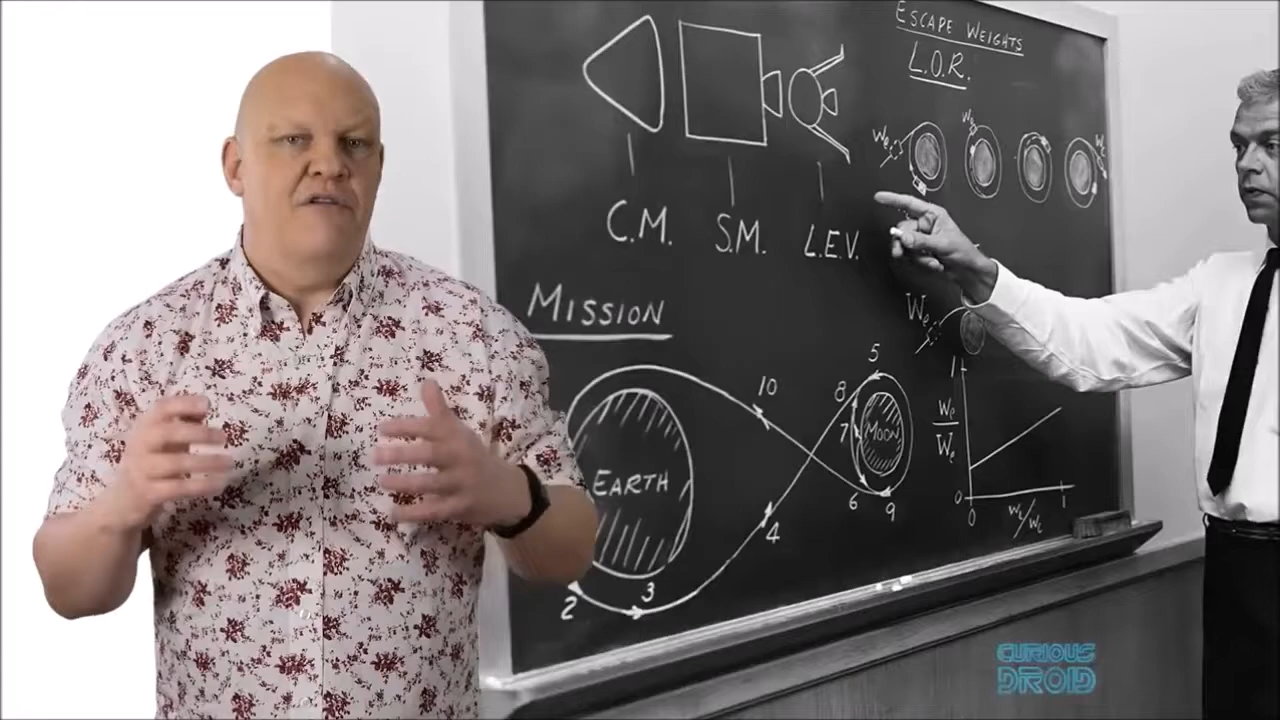 ESCAPE WEIGHTS
L.O.R.
C.M.
S.M.
L.E.V.
MISSION
EARTH
MOON
2
3
4
5
6
7
8
9
10
1
0
0
1
CURIOUS
DROID